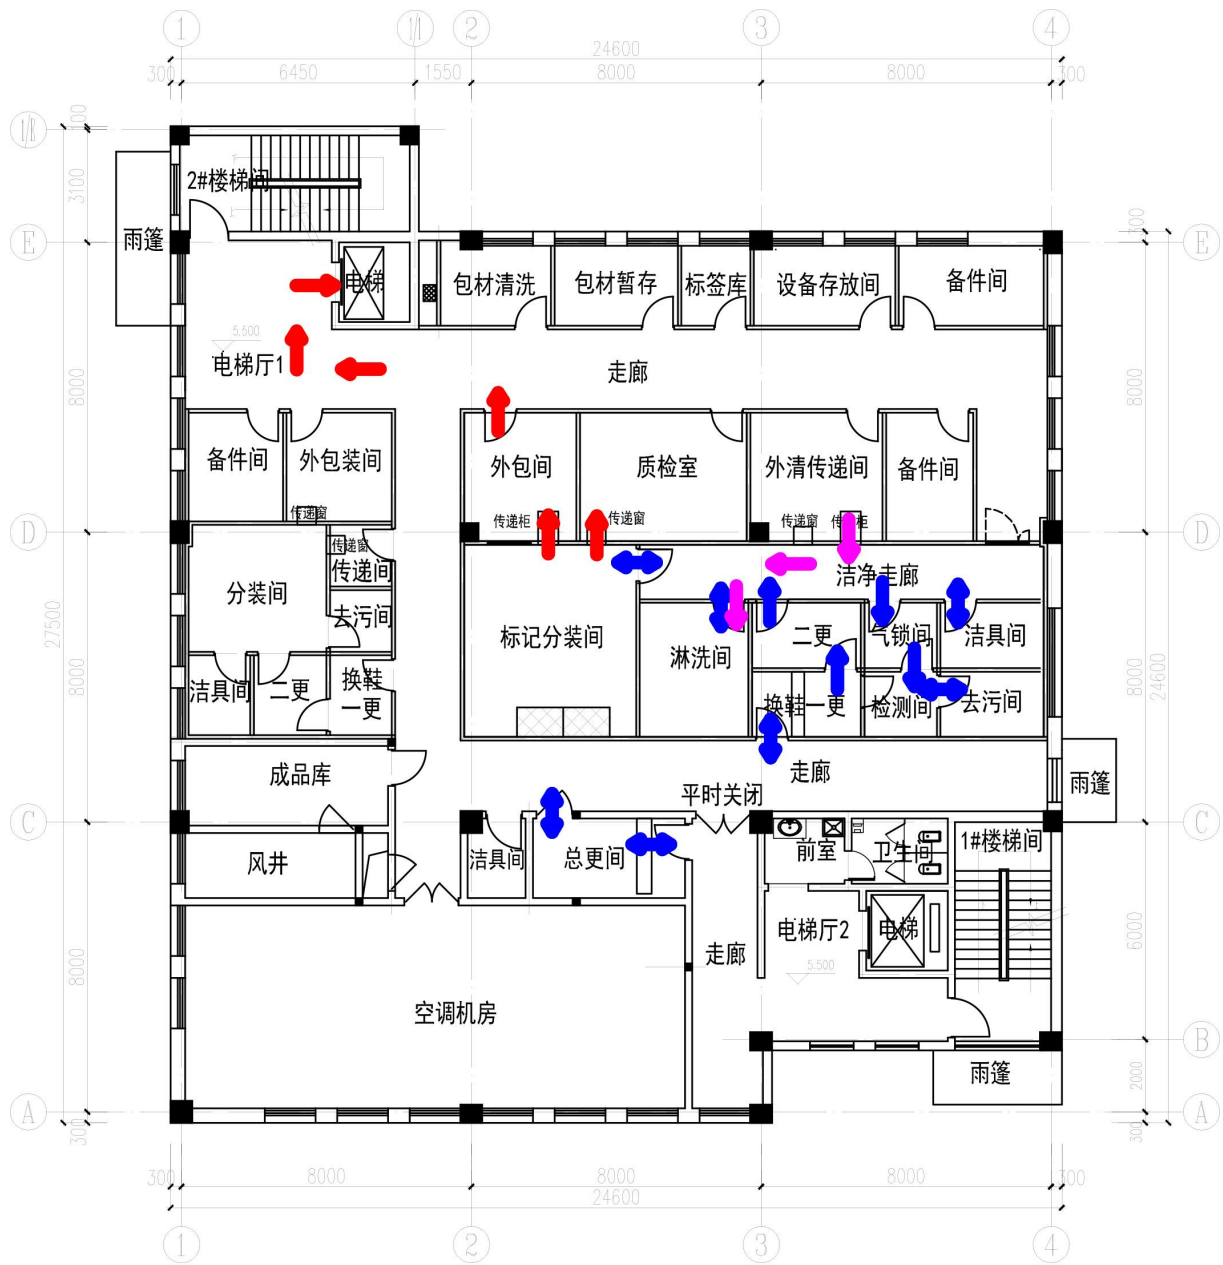 1
1/1
2
3
4
24600
300
6450
1550
8000
8000
300
300
3100
2#楼梯间
雨篷
E
300
E
电梯
包材清洗
包材暂存
标签库
设备存放间
备件间
5.500
电梯厅1
走廊
8000
8000
备件间
外包装间
外包间
质检室
外清传递间
备件间
传递窗
传递柜
传递窗
传递窗
传递柜
D
D
传递窗
传递间
分装间
去污间
洁净走廊
27500
标记分装间
淋洗间
二更
气锁间
洁具间
8000
8000
24600
洁具间
二更
换鞋
一更
换鞋一更
检测间
去污间
成品库
走廊
雨篷
平时关闭
C
C
风井
洁具间
总更间
前室
卫生间
1#楼梯间
电梯厅2
电梯
6000
走廊
5.500
8000
空调机房
B
雨篷
2000
A
A
300
300
300
8000
8000
8000
300
24600
1
2
3
4